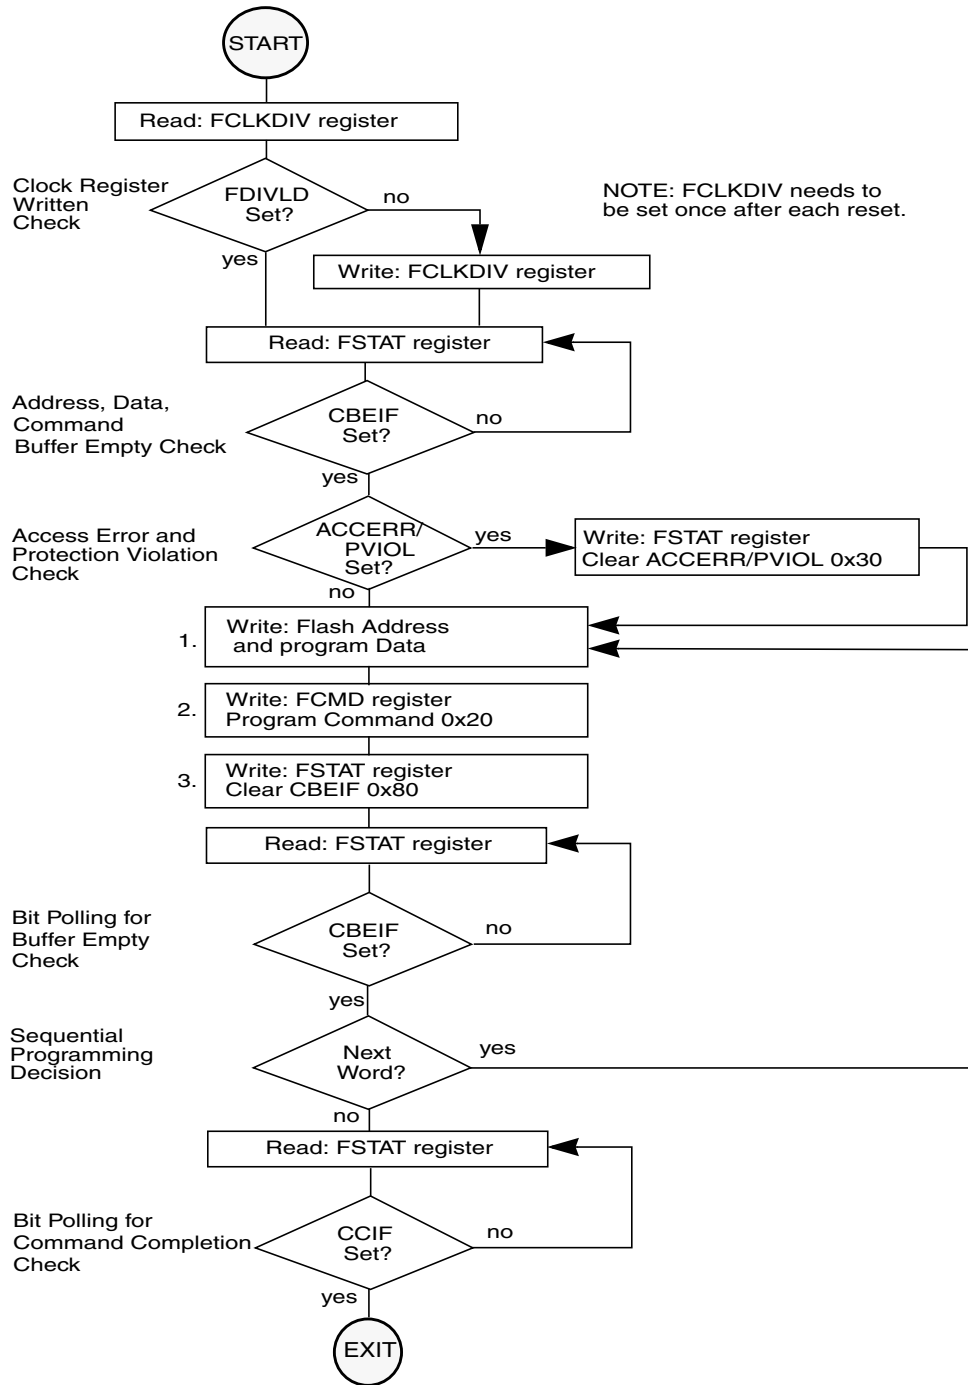 START
Read: FCLKDIV register
Clock Register
Written
Check
FDIVLD
Set?
no
yes
NOTE: FCLKDIV needs to
be set once after each reset.
Write: FCLKDIV register
Read: FSTAT register
Address, Data,
Command
Buffer Empty Check
CBEIF
Set?
no
yes
Access Error and
Protection Violation
Check
ACCERR/
PVIOL
Set?
yes
no
Write: FSTAT register
Clear ACCERR/PVIOL 0x30
1.
Write: Flash Address
and program Data
2.
Write: FCMD register
Program Command 0x20
3.
Write: FSTAT register
Clear CBEIF 0x80
Read: FSTAT register
Bit Polling for
Buffer Empty
Check
CBEIF
Set?
no
yes
Sequential
Programming
Decision
Next
Word?
yes
no
Read: FSTAT register
Bit Polling for
Command Completion
Check
CCIF
Set?
no
yes
EXIT